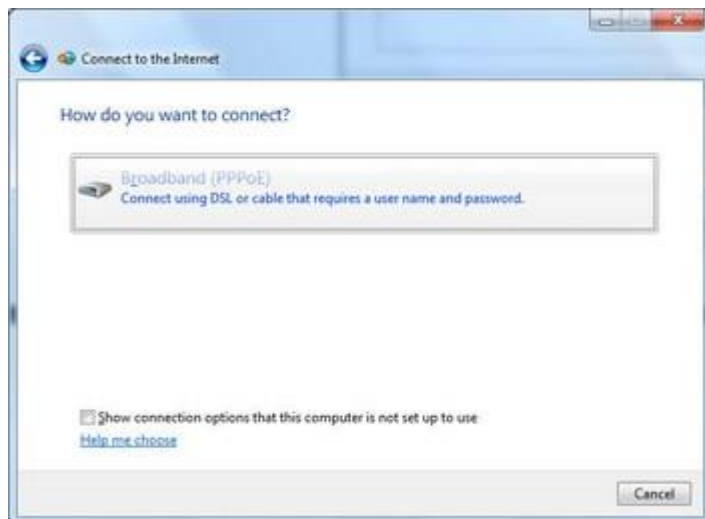 Connect to the Internet
How do you want to connect?
Broadband (PPPoE)
Connect using DSL or cable that requires a user name and password.
Show connection options that this computer is not set up to use
Help me choose
Cancel